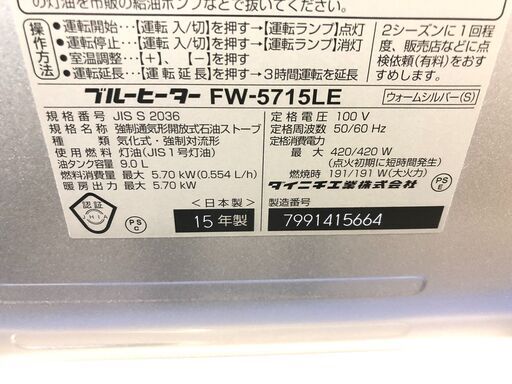 の灯油を市販の給油ポンプなどで抜いてください。
操作方法
●運転開始…【運転 入/切】を押す→【運転ランプ】点灯
●運転停止…【運転 入/切】を押す→【運転ランプ】消灯
●室温調整…【+】、【−】を押す
●運転延長…【運転延長】を押す→3時間運転を延長
2シーズンに1回程
度、販売店などに点
検依頼(有料)をおす
すめします。
ブルーヒーター FW-5715LE
ウォームシルバー(S)
規格番号 JIS S 2036
規格名称 強制通気形開放式石油ストーブ
種類 気化式・強制対流形
使用燃料 灯油(JIS1号灯油)
油タンク容量 9.0 L
燃料消費量 最大 5.70 kW (0.554 L/h)
暖房出力 最大 5.70 kW
定格電圧 100 V
定格周波数 50/60 Hz
定格消費電力
最大 420/420 W
(点火初期に短時間発生)
燃焼時 191/191 W(大火力)
ダイニチ工業株式会社
認証
JHIA
PS
C
<日本製>
15年製
製造番号
7991415664
PS
E